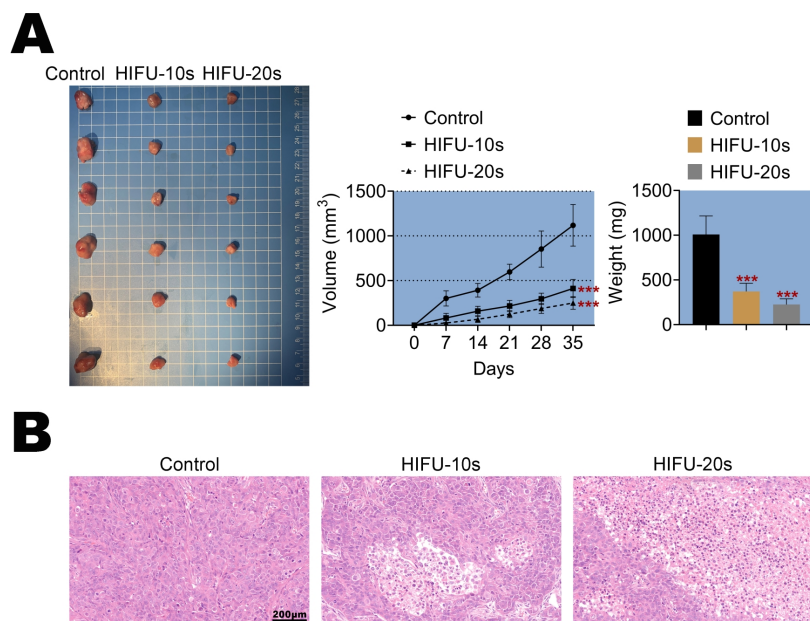 A
Control HIFU-10s HIFU-20s
Control
HIFU-10s
HIFU-20s
Volume (mm³)
1500
1000
500
0
0 7 14 21 28 35
Days
***
***
Control
HIFU-10s
HIFU-20s
Weight (mg)
1500
1000
500
0
***
***
B
Control HIFU-10s HIFU-20s
200μm